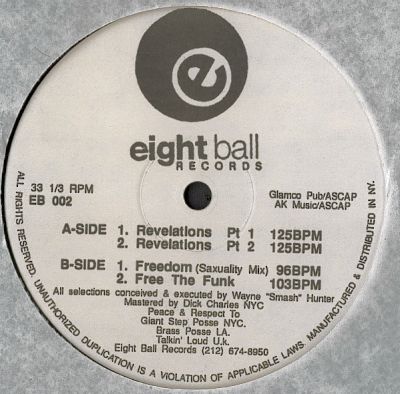 e
eight ball
RECORDS
33 1/3 RPM
EB 002
Glamco Pub/ASCAP
AK Music/ASCAP
A-SIDE 1. Revelations Pt 1 125BPM
2. Revelations Pt 2 125BPM
B-SIDE 1. Freedom (Saxuality Mix) 96BPM
2. Free The Funk 103BPM
All selections conceived & executed by Wayne "Smash" Hunter
Mastered by Dick Charles NYC
Peace & Respect To
Giant Step Posse NYC.
Brass Posse LA.
Talkin' Loud U.k.
Eight Ball Records (212) 674-8950
ALL RIGHTS RESERVED. UNAUTHORIZED DUPLICATION IS A VIOLATION OF APPLICABLE LAWS. MANUFACTURED & DISTRIBUTED IN NY.